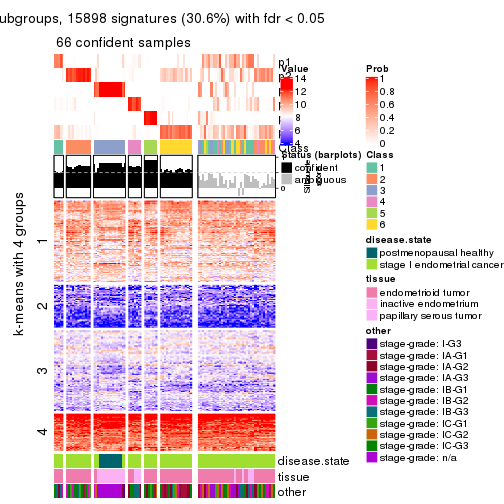 ubgroups, 15898 signatures (30.6%) with fdr < 0.05
66 confident samples
p1
Value
14
12
10
8
6
4
Prob
1
0.8
0.6
0.4
0.2
0
Class
Status (barplots)
confident
ambiguous
0
Class
1
2
3
4
5
6
disease.state
postmenopausal healthy
stage I endometrial cancer
tissue
endometrioid tumor
inactive endometrium
papillary serous tumor
other
stage-grade: I-G3
stage-grade: IA-G1
stage-grade: IA-G2
stage-grade: IA-G3
stage-grade: IB-G1
stage-grade: IB-G2
stage-grade: IB-G3
stage-grade: IC-G1
stage-grade: IC-G2
stage-grade: IC-G3
stage-grade: n/a
k-means with 4 groups
1
2
3
4
disease.state
tissue
other